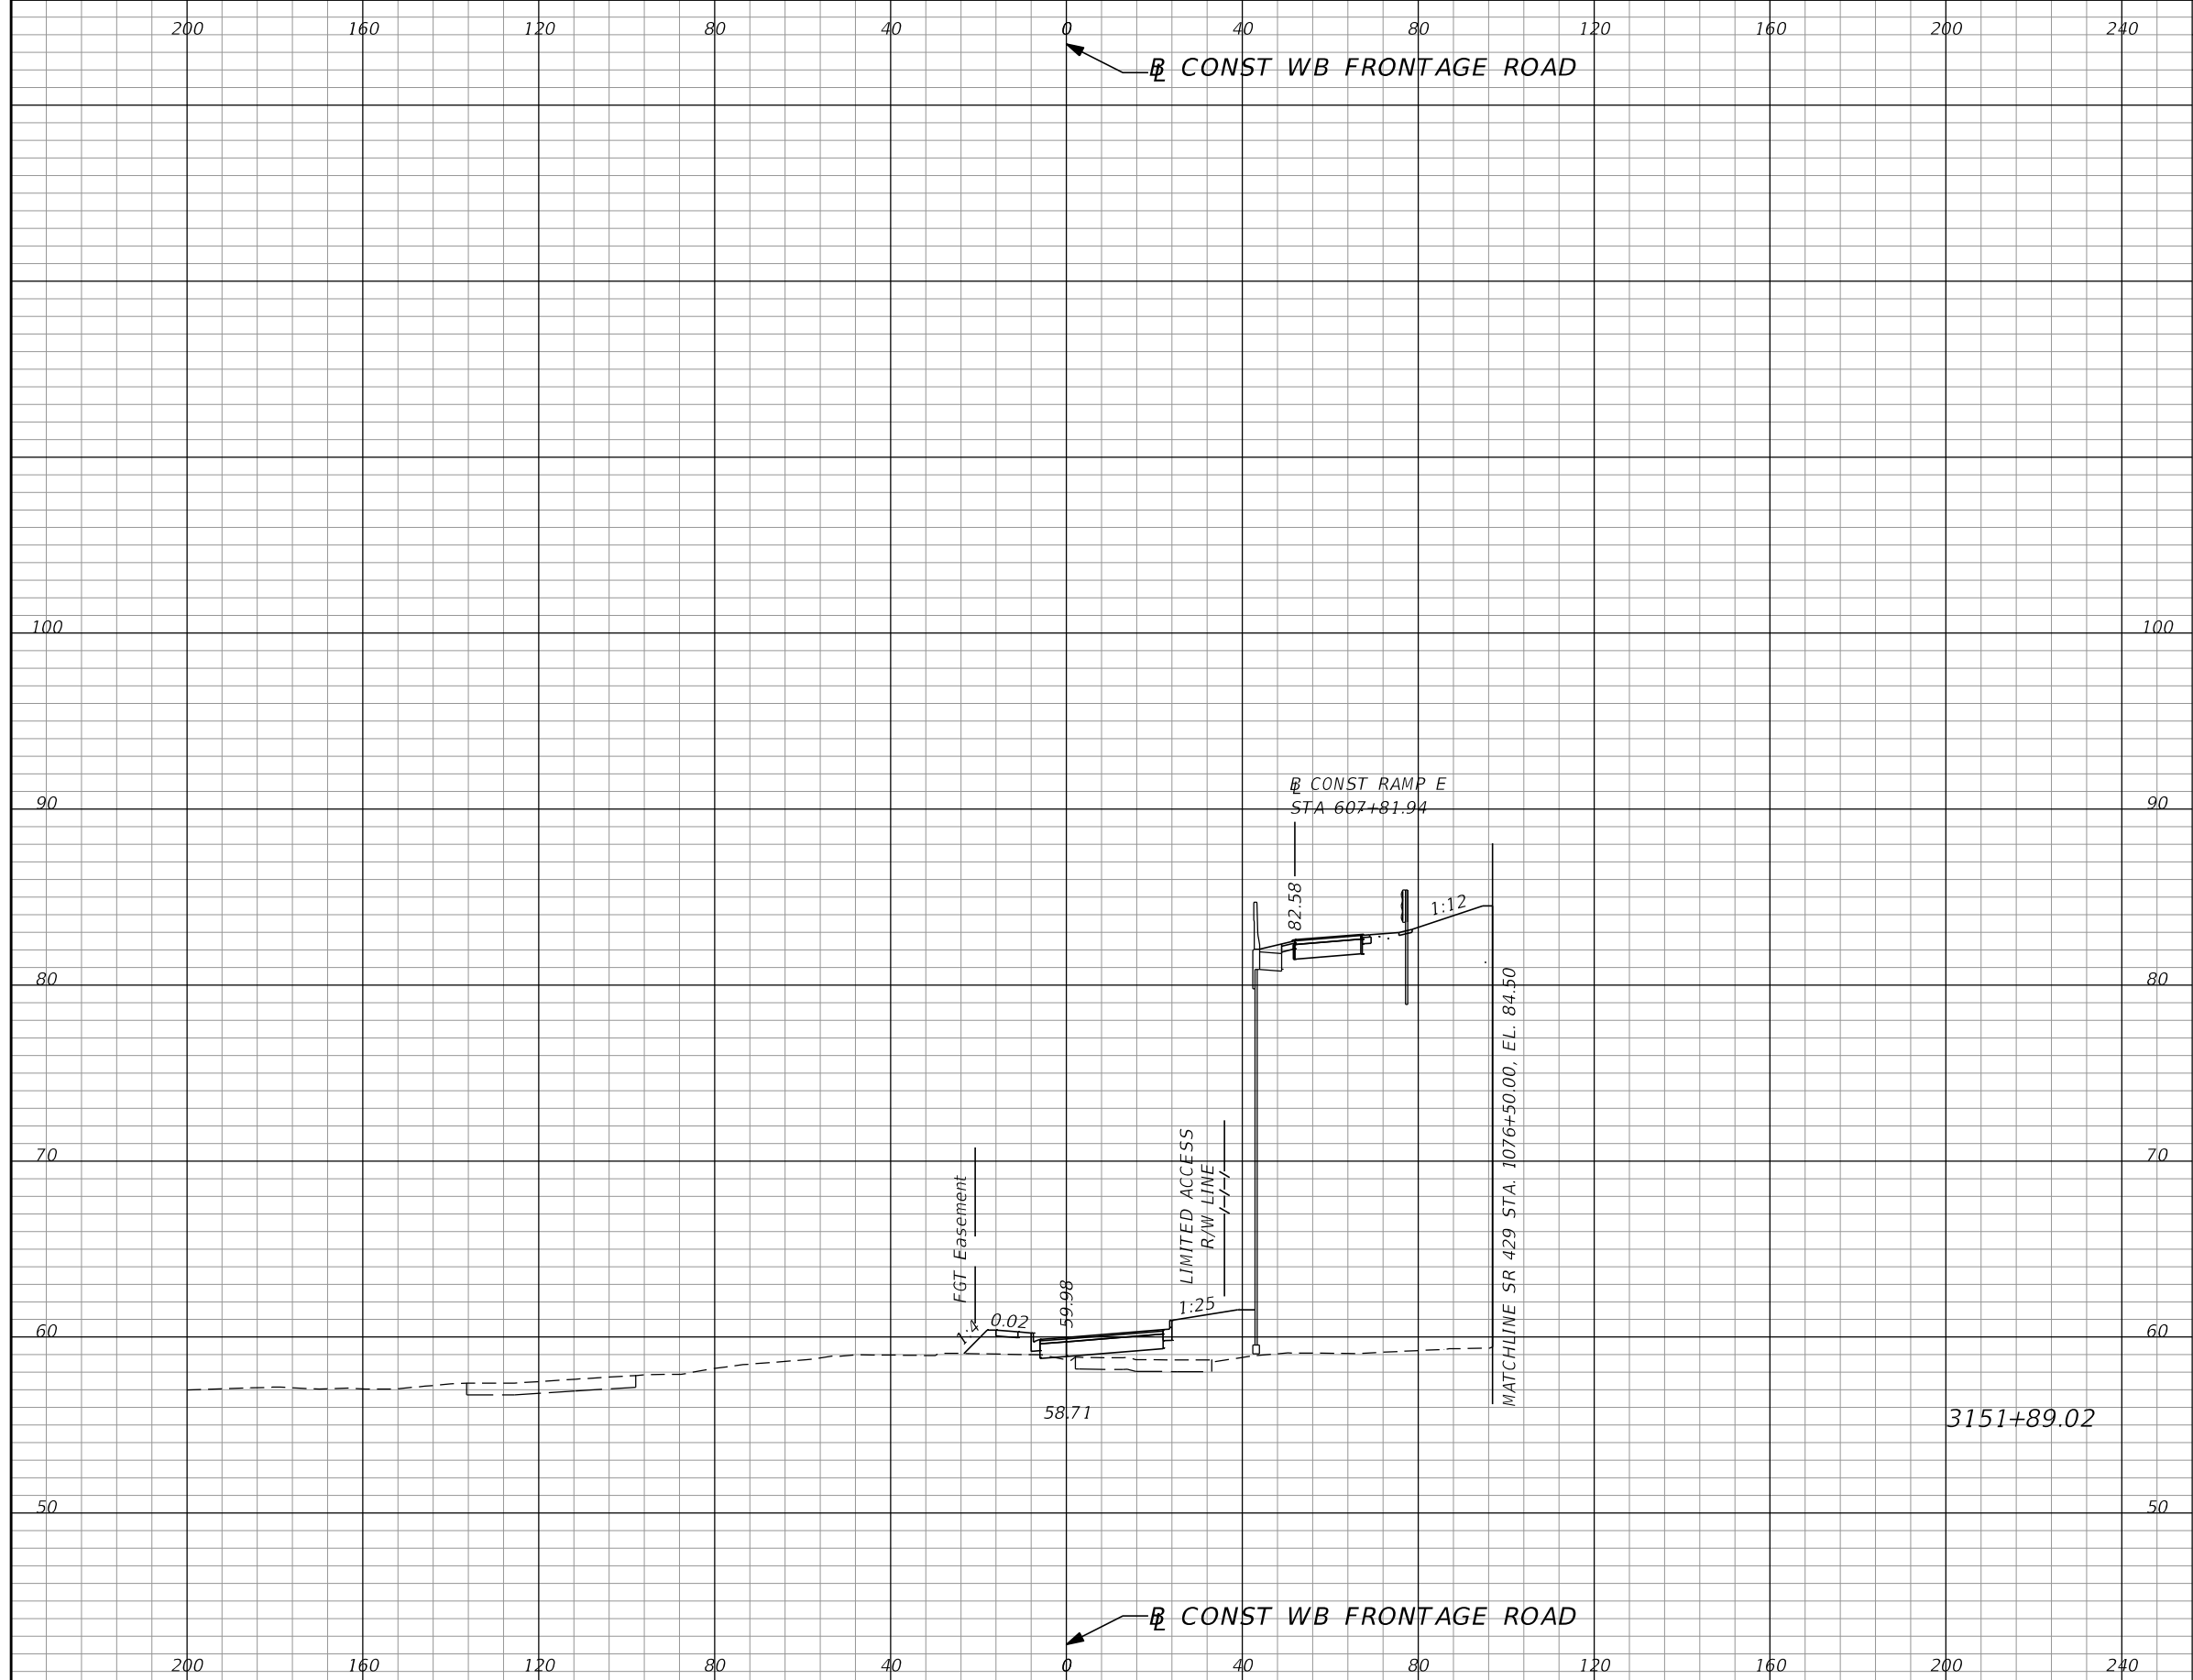 200 160 120 80 40 0 40 80 120 160 200 240
BL CONST WB FRONTAGE ROAD
100 100
BL CONST RAMP E
90 90
STA 607+81.94
82.58
1:12
80 80
MATCHLINE SR 429 STA. 1076+50.00, EL. 84.50
70 70
LIMITED ACCESS
R/W LINE
FGT Easement
59.98
1:25
1:4
0.02
60 60
58.71
3151+89.02
50 50
BL CONST WB FRONTAGE ROAD
200 160 120 80 40 0 40 80 120 160 200 240